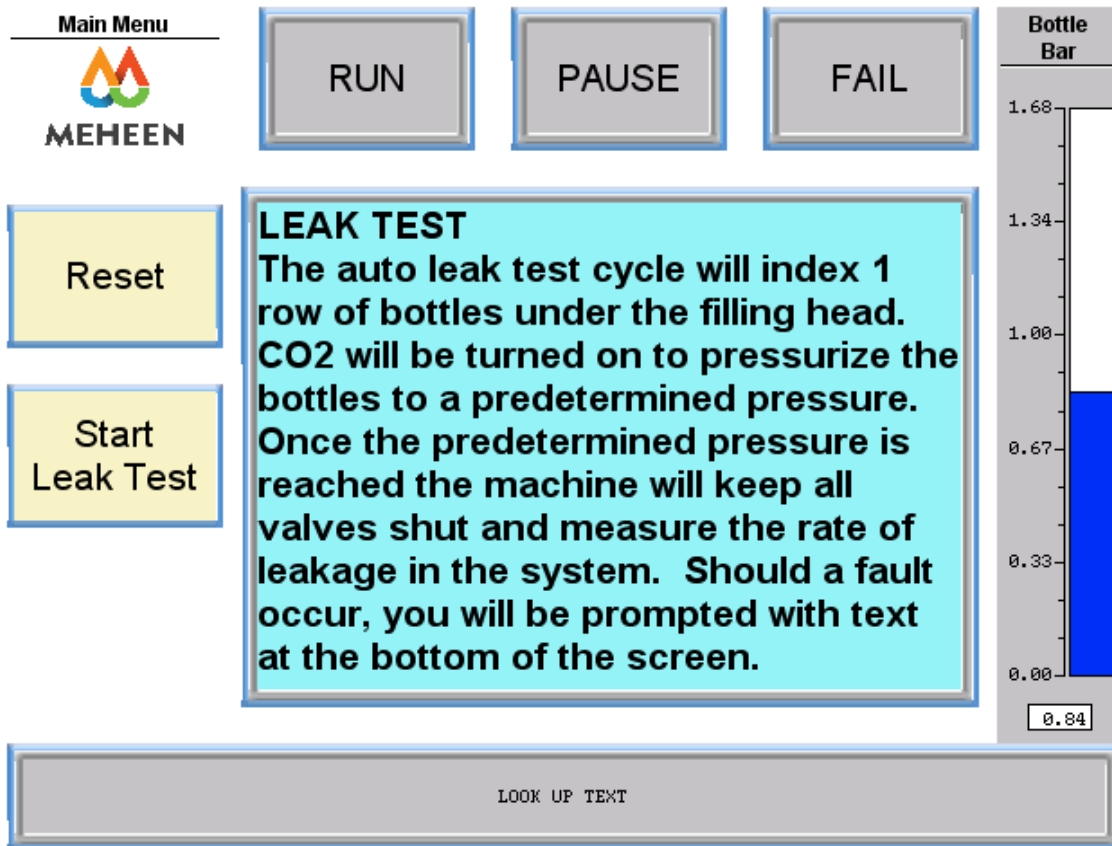 Main Menu
MEHEEN
RUN
PAUSE
FAIL
Bottle
Bar
Reset
Start
Leak Test
LEAK TEST
The auto leak test cycle will index 1
row of bottles under the filling head.
CO2 will be turned on to pressurize the
bottles to a predetermined pressure.
Once the predetermined pressure is
reached the machine will keep all
valves shut and measure the rate of
leakage in the system.  Should a fault
occur, you will be prompted with text
at the bottom of the screen.
1.68
1.34
1.00
0.67
0.33
0.00
0.84
LOOK UP TEXT